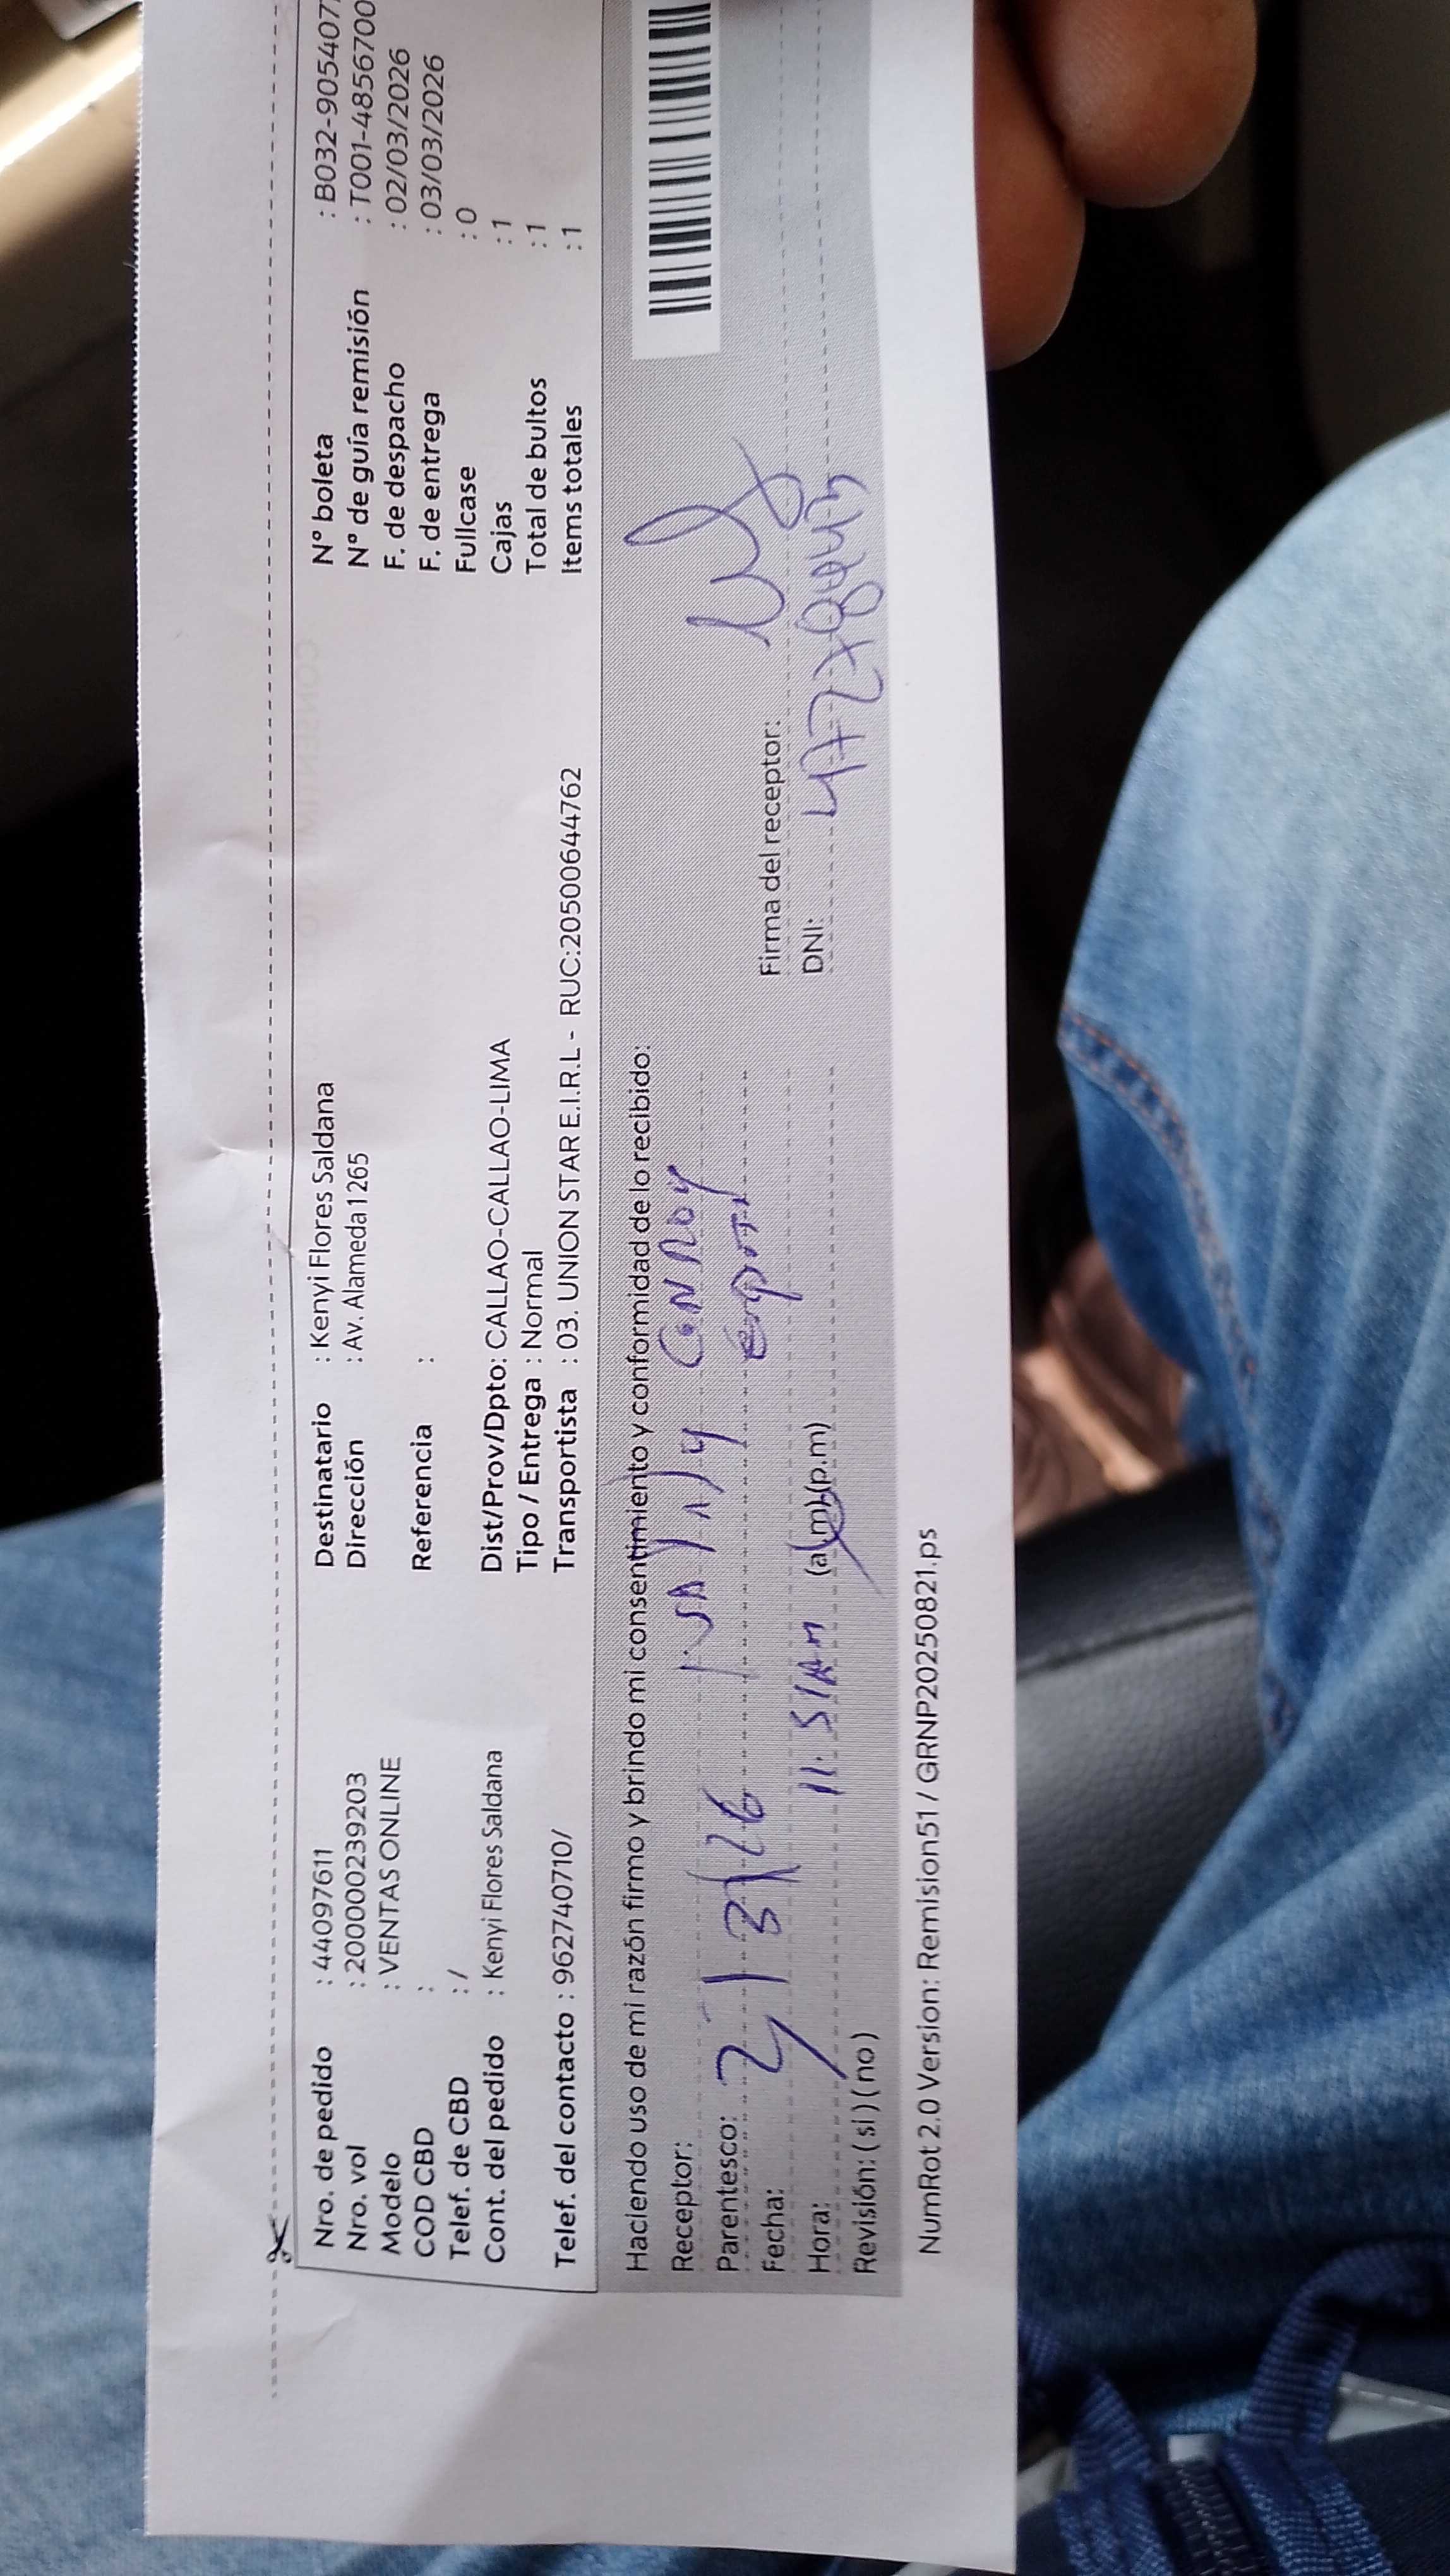 Nro. de pedido : 44097611
Nro. vol : 200000239203
Modelo : VENTAS ONLINE
COD CBD :
Telef. de CBD : /
Cont. del pedido : Kenyi Flores Saldana
Telef. del contacto : 962740710/
Destinatario : Kenyi Flores Saldana
Dirección : Av. Alameda 1265
Referencia :
Dist/Prov/Dpto: CALLAO-CALLAO-LIMA
Tipo / Entrega : Normal
Transportista : 03. UNION STAR E.I.R.L - RUC:20500644762
N° boleta : B032-905407
N° de guía remisión : T001-4856700
F. de despacho : 02/03/2026
F. de entrega : 03/03/2026
Fullcase : 0
Cajas : 1
Total de bultos : 1
Items totales : 1
Haciendo uso de mi razón firmo y brindo mi consentimiento y conformidad de lo recibido:
Receptor:
Parentesco:
Fecha: 2 / 3 / 26
Hora: 11:51AM (a.m)(p.m)
Revisión: ( si ) ( no )
Firma del receptor:
DNI:
NumRot 2.0 Version: Remision51 / GRNP20250821.ps